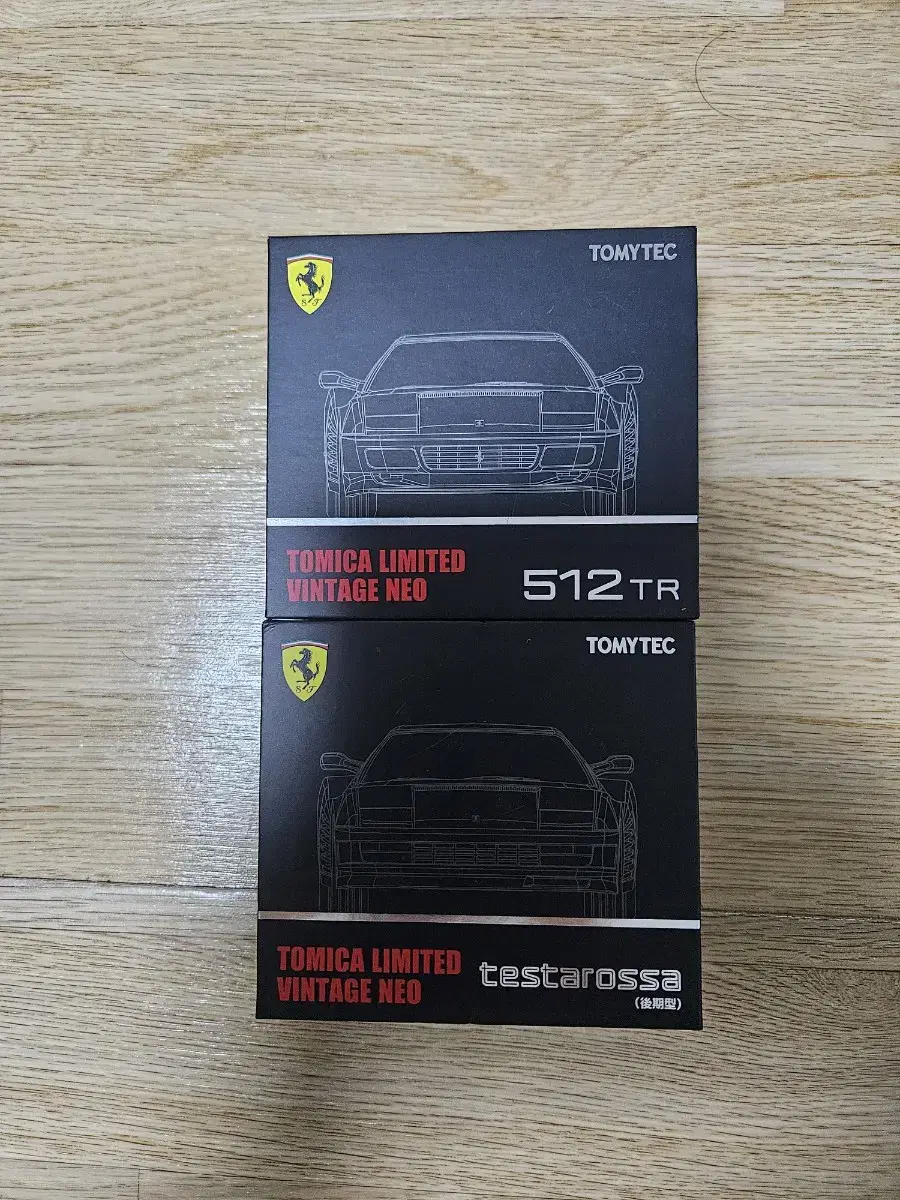 TOMYTEC
S F
TOMICA LIMITED
VINTAGE NEO
512 TR
TOMYTEC
S F
TOMICA LIMITED
VINTAGE NEO
testarossa
(後期型)